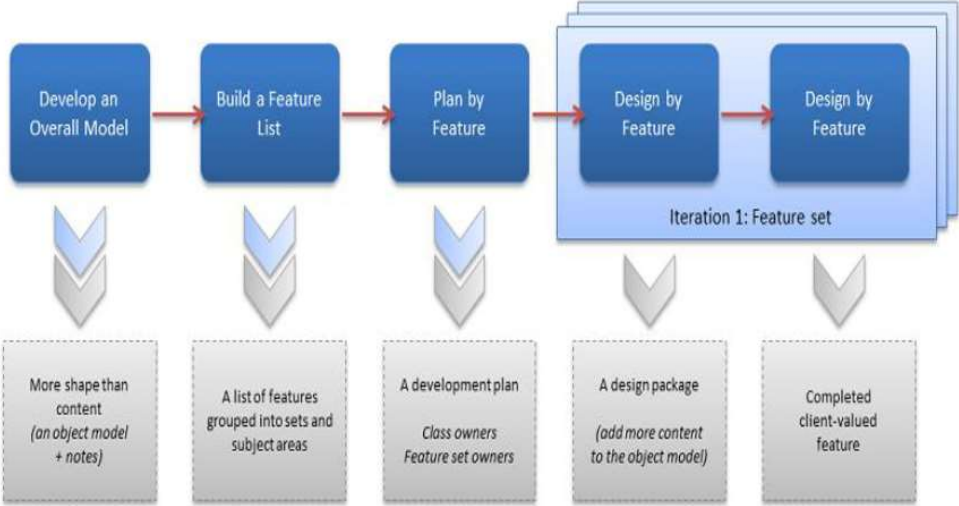 Develop an
Overall Model
Build a Feature
List
Plan by
Feature
Design by
Feature
Design by
Feature
Iteration 1: Feature set
More shape than
content
(an object model
+ notes)
A list of features
grouped into sets and
subject areas
A development plan
Class owners
Feature set owners
A design package
(add more content
to the object model)
Completed
client-valued
feature